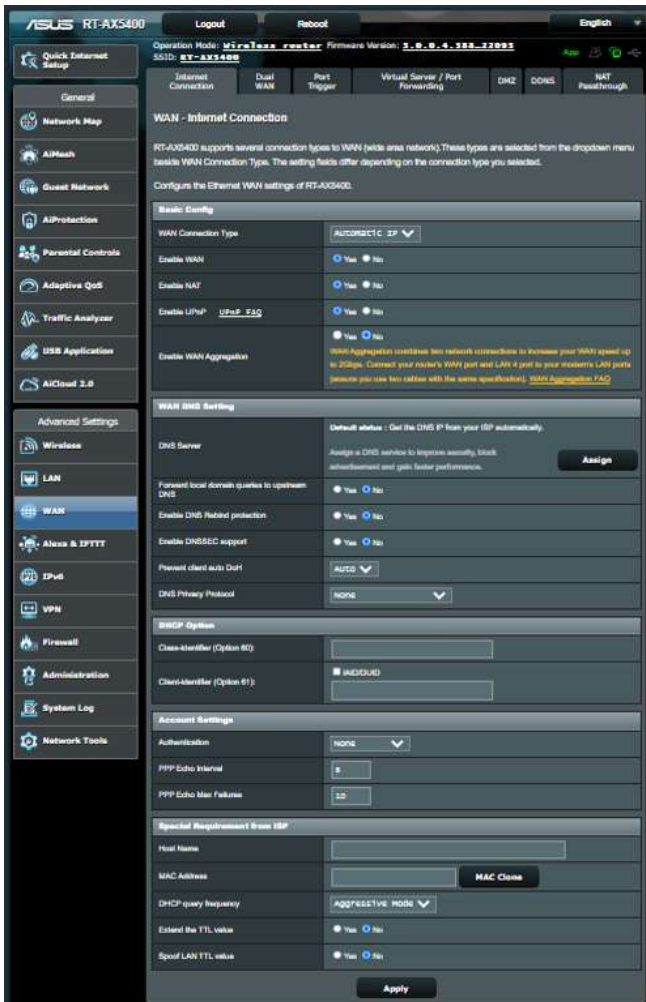 ASUS RT-AX5400
Logout
Reboot
English
Operation Mode: Wireless router Firmware Version: 3.0.0.4.388_22093
SSID: RT-AX5400
App
Quick Internet
Setup
General
Network Map
AiMesh
Guest Network
AiProtection
Parental Controls
Adaptive QoS
Traffic Analyzer
USB Application
AiCloud 2.0
Advanced Settings
Wireless
LAN
WAN
Alexa & IFTTT
IPv6
VPN
Firewall
Administration
System Log
Network Tools
Internet
Connection
Dual
WAN
Port
Trigger
Virtual Server / Port
Forwarding
DMZ
DDNS
NAT
Passthrough
WAN - Internet Connection
RT-AX5400 supports several connection types to WAN (wide area network).These types are selected from the dropdown menu
beside WAN Connection Type. The setting fields differ depending on the connection type you selected.
Configure the Ethernet WAN settings of RT-AX5400.
Basic Config
WAN Connection Type
Automatic IP
Enable WAN
Yes No
Enable NAT
Yes No
Enable UPnP UPnP FAQ
Yes No
Enable WAN Aggregation
Yes No
WAN Aggregation combines two network connections to increase your WAN speed up
to 2Gbps. Connect your router's WAN port and LAN 4 port to your modem's LAN ports
(ensure you use two cables with the same specification). WAN Aggregation FAQ
WAN DNS Setting
DNS Server
Default status : Get the DNS IP from your ISP automatically.
Assign a DNS service to improve security, block
advertisement and gain faster performance.
Assign
Forward local domain queries to upstream
DNS
Yes No
Enable DNS Rebind protection
Yes No
Enable DNSSEC support
Yes No
Prevent client auto DoH
Auto
DNS Privacy Protocol
None
DHCP Option
Class-identifier (Option 60):
Client-identifier (Option 61):
IAID/DUID
Account Settings
Authentication
None
PPP Echo Interval
6
PPP Echo Max Failures
10
Special Requirement from ISP
Host Name
MAC Address
MAC Clone
DHCP query frequency
Aggressive Mode
Extend the TTL value
Yes No
Spoof LAN TTL value
Yes No
Apply